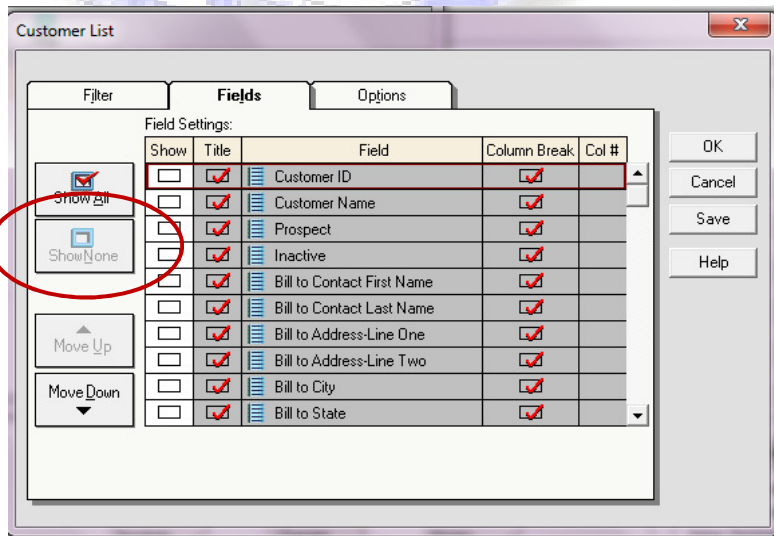 Customer List
Filter Fields Options
Field Settings:
Show Title Field Column Break Col #
Customer ID
Customer Name
Prospect
Inactive
Bill to Contact First Name
Bill to Contact Last Name
Bill to Address-Line One
Bill to Address-Line Two
Bill to City
Bill to State
Show All
Show None
Move Up
Move Down
OK
Cancel
Save
Help